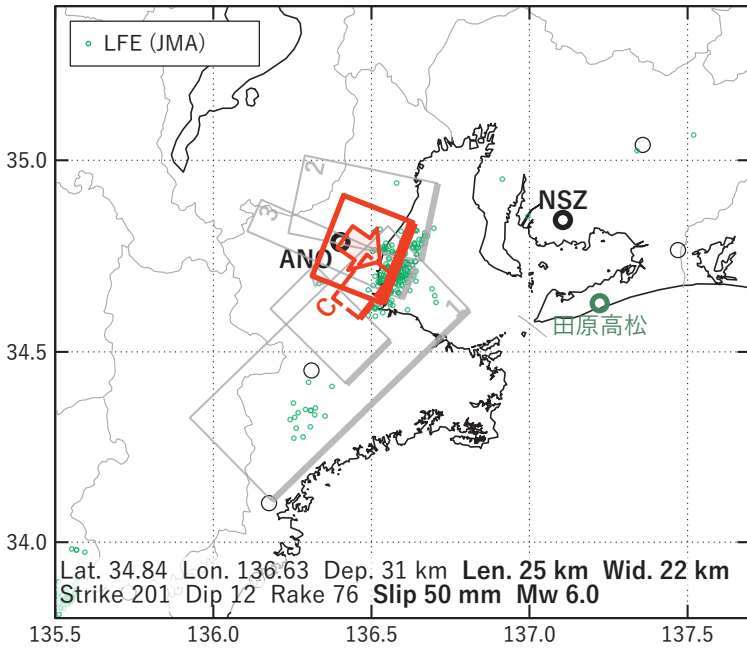 LFE (JMA)
35.0
34.5
34.0
2
3
NSZ
ANO
C
1
田原高松
Lat. 34.84 Lon. 136.63 Dep. 31 km Len. 25 km Wid. 22 km
Strike 201 Dip 12 Rake 76 Slip 50 mm Mw 6.0
135.5 136.0 136.5 137.0 137.5